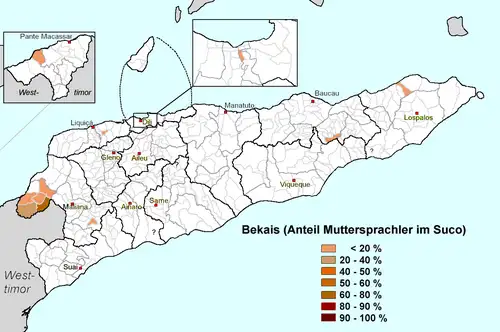 Pante Macassar
West-
timor
Dili
Manatuto
Baucau
Liquiçá
Lospalos
Gleno
Aileu
Viqueque
Maliana
Ainaro
Same
?
?
Suai
West-
timor
Bekais (Anteil Muttersprachler im Suco)
< 20 %
20 - 40 %
40 - 50 %
50 - 60 %
60 - 80 %
80 - 90 %
90 - 100 %